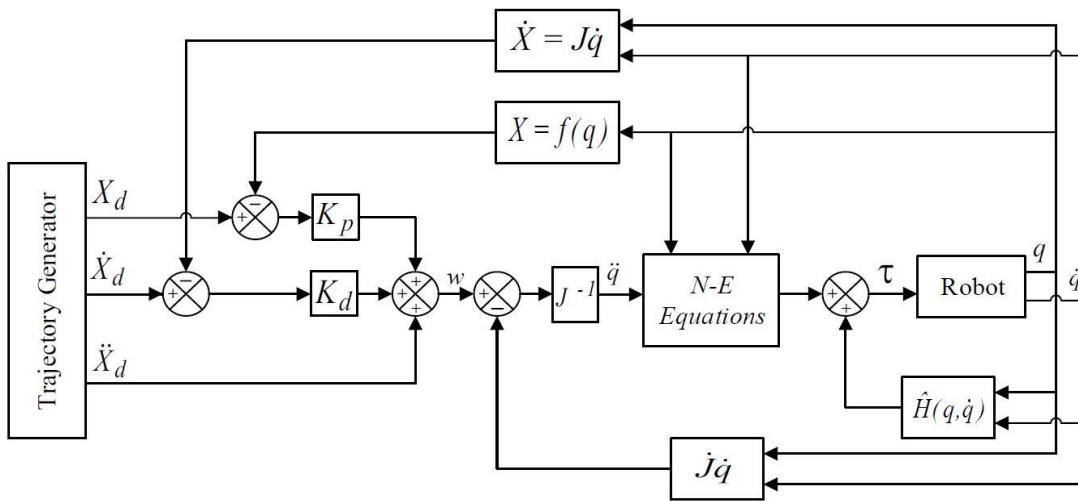 Ẋ = Jq̇
X = f(q)
Trajectory Generator
X_d
Ẋ_d
Ẍ_d
−
+
K_p
−
+
K_d
+
+
+
w
+
−
J⁻¹
q̈
N-E
Equations
+
+
τ
Robot
q
q̇
Ĥ(q,q̇)
J̇q̇